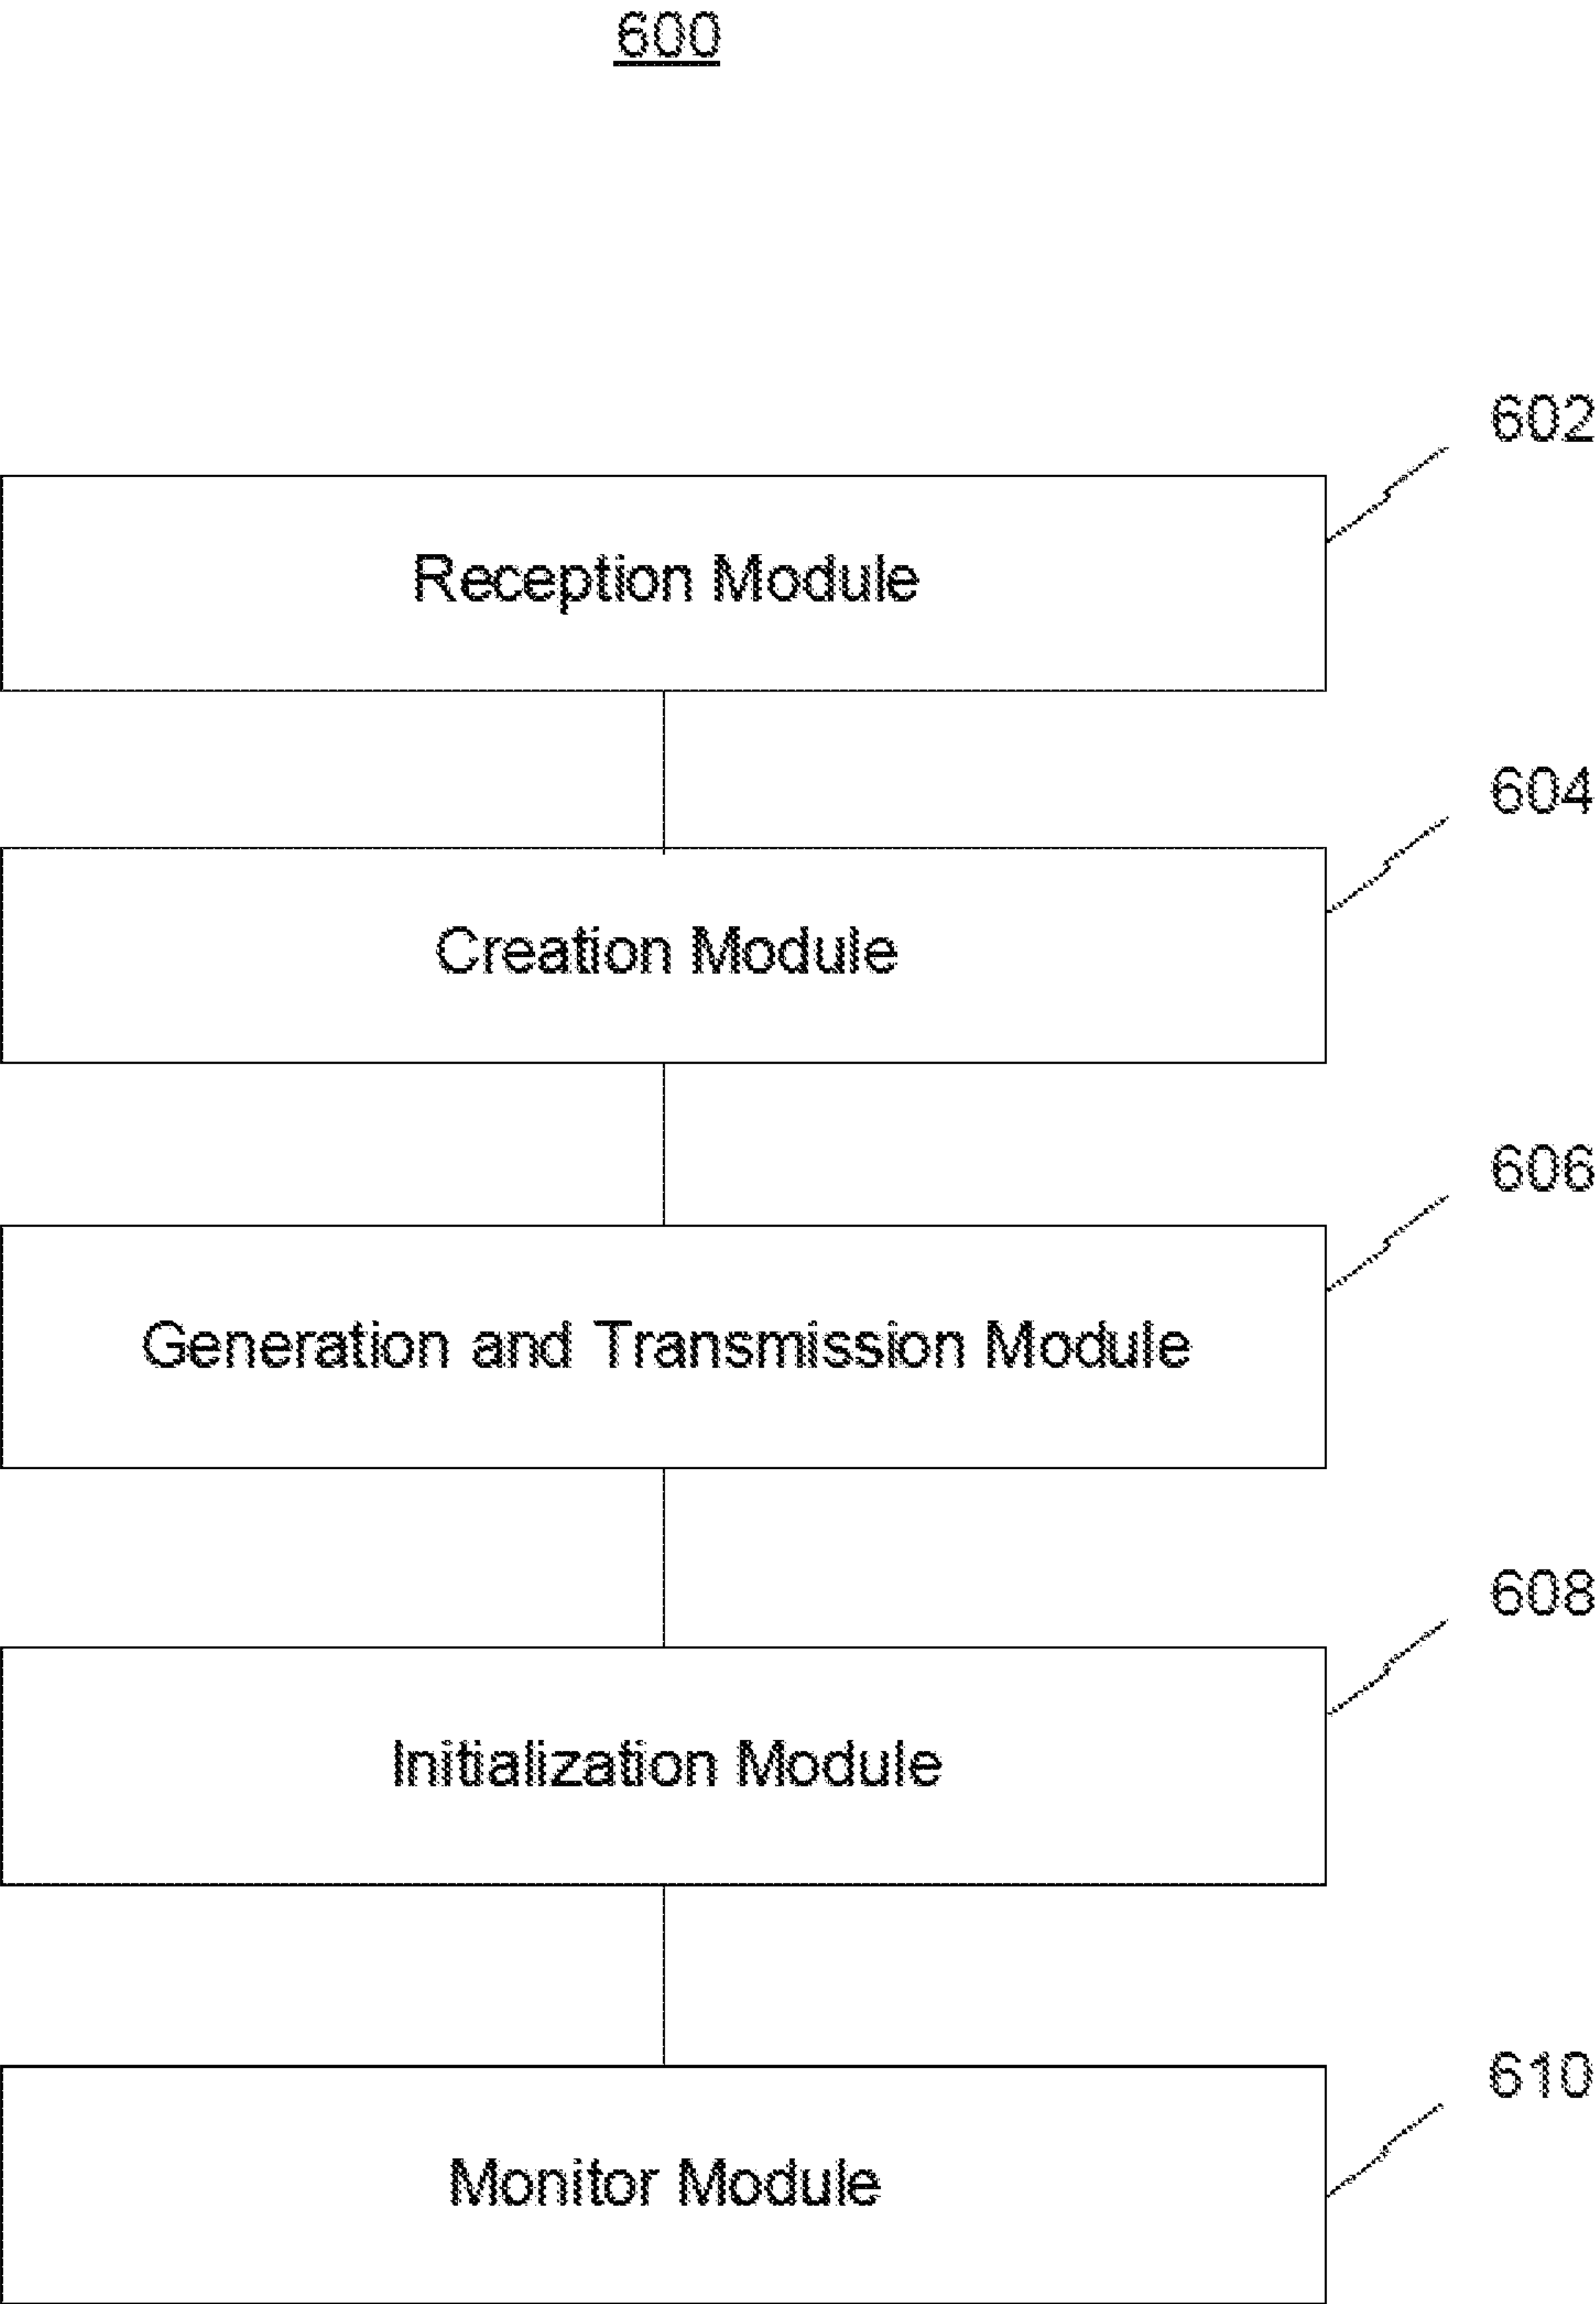 600
602
Reception Module
604
Creation Module
606
Generation and Transmission Module
608
Initialization Module
610
Monitor Module